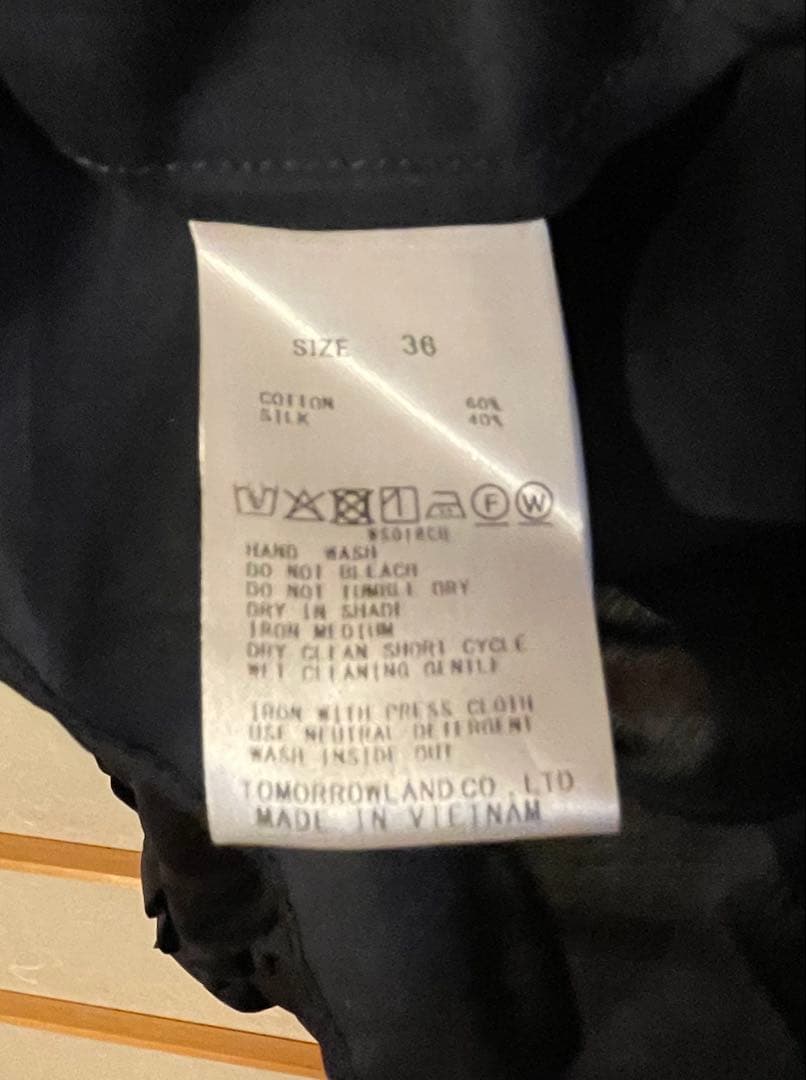 SIZE 36
COTTON 60%
SILK 40%
F W
HAND WASH
DO NOT BLEACH
DO NOT TUMBLE DRY
DRY IN SHADE
IRON MEDIUM
DRY CLEAN SHORT CYCLE
WET CLEANING GENTLE
IRON WITH PRESS CLOTH
USE NEUTRAL DETERGENT
WASH INSIDE OUT
TOMORROWLAND CO.,LTD
MADE IN VIETNAM